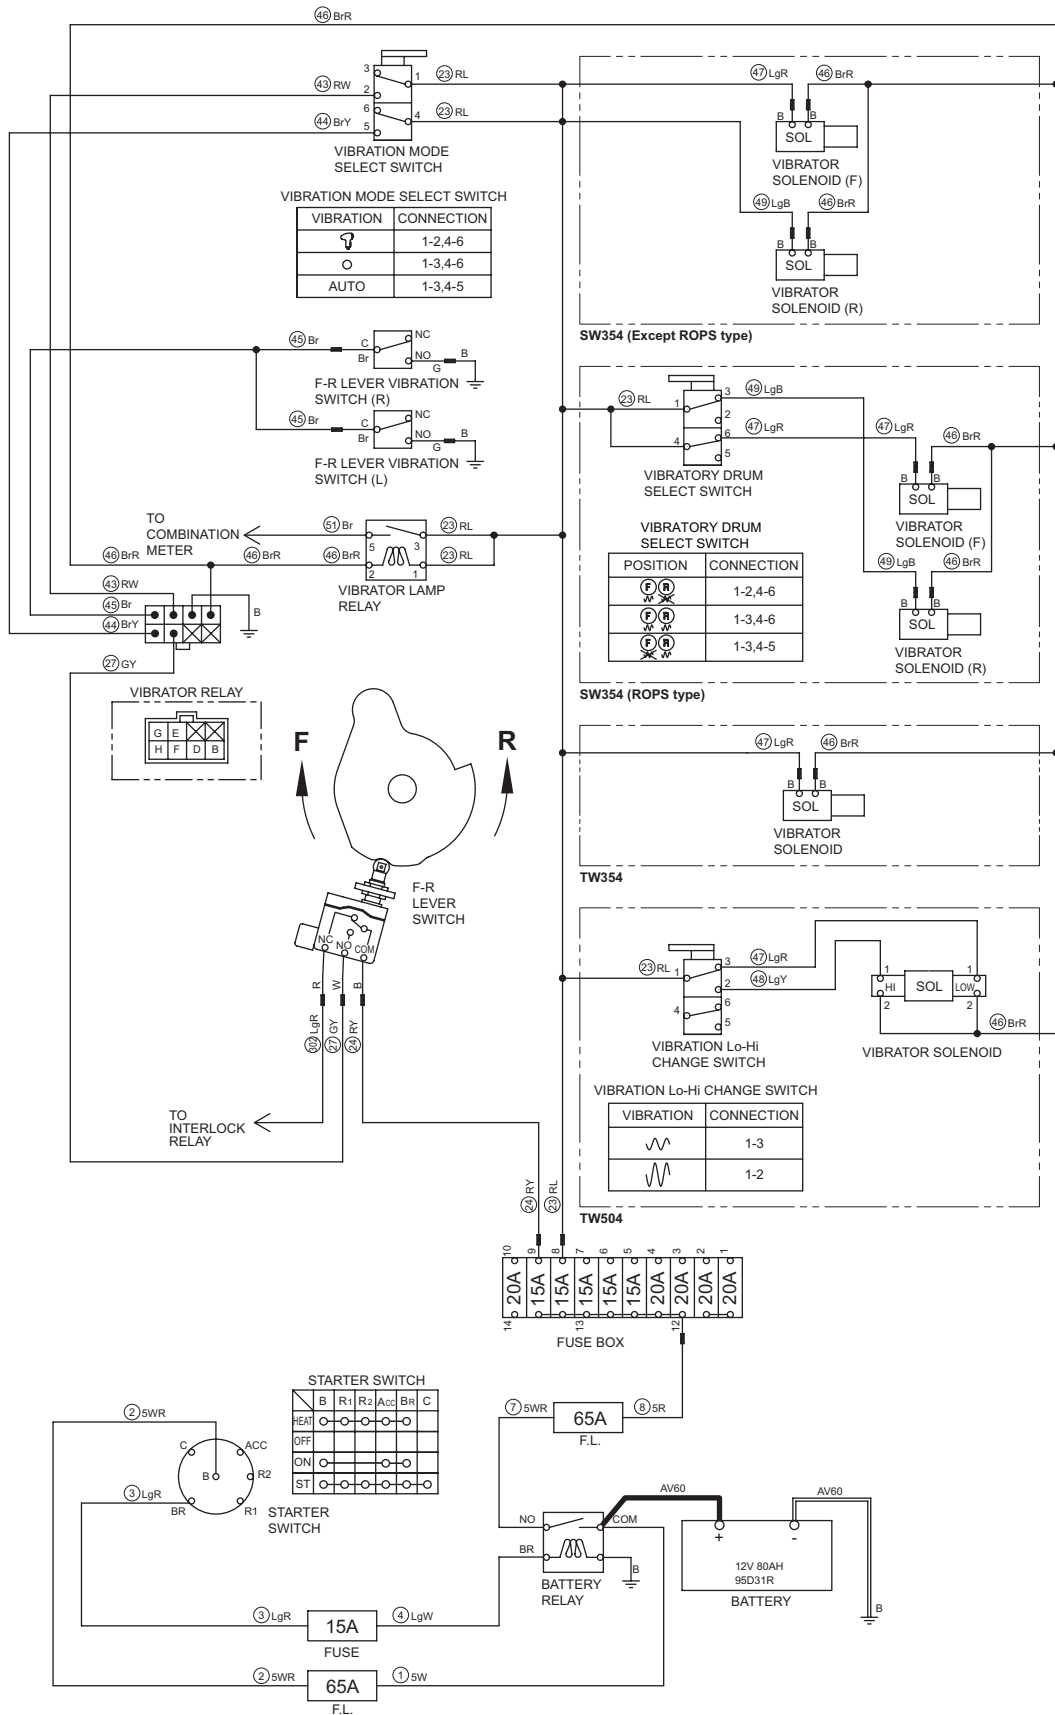 46 BrR
43 RW
44 BrY
3
1
2
6
4
5
23 RL
23 RL
VIBRATION MODE
SELECT SWITCH
VIBRATION MODE SELECT SWITCH
VIBRATION CONNECTION
1-2,4-6
1-3,4-6
AUTO 1-3,4-5
47 LgR
46 BrR
B B
SOL
VIBRATOR
SOLENOID (F)
49 LgB
46 BrR
B B
SOL
VIBRATOR
SOLENOID (R)
SW354 (Except ROPS type)
45 Br
C
Br
NC
NO
G
B
F-R LEVER VIBRATION
SWITCH (R)
45 Br
C
Br
NC
NO
G
B
F-R LEVER VIBRATION
SWITCH (L)
23 RL
1
3
2
4
6
5
49 LgB
47 LgR
47 LgR
46 BrR
B B
SOL
VIBRATOR
SOLENOID (F)
VIBRATORY DRUM
SELECT SWITCH
VIBRATORY DRUM
SELECT SWITCH
POSITION CONNECTION
F R 1-2,4-6
F R 1-3,4-6
F R 1-3,4-5
49 LgB
46 BrR
B B
SOL
VIBRATOR
SOLENOID (R)
SW354 (ROPS type)
TO
COMBINATION
METER
51 Br
23 RL
5 3
46 BrR
46 BrR
46 BrR
23 RL
2 1
VIBRATOR LAMP
RELAY
43 RW
45 Br
44 BrY
B
27 GY
VIBRATOR RELAY
G E
H F D B
F
R
F-R
LEVER
SWITCH
NC NO COM
R W B
302 LgR
27 GY
24 RY
TO
INTERLOCK
RELAY
47 LgR
46 BrR
B B
SOL
VIBRATOR
SOLENOID
TW354
23 RL
1
3
2
4
6
5
47 LgR
48 LgY
1 1
HI SOL LOW
2 2
46 BrR
VIBRATION Lo-Hi
CHANGE SWITCH
VIBRATOR SOLENOID
VIBRATION Lo-Hi CHANGE SWITCH
VIBRATION CONNECTION
1-3
1-2
TW504
24 RY
23 RL
10 9 8 7 6 5 4 3 2 1
20A 15A 15A 15A 15A 15A 20A 20A 20A 20A
14 13 12
FUSE BOX
STARTER SWITCH
B R1 R2 ACC BR C
HEAT
OFF
ON
ST
2 5WR
C
ACC
B
R2
BR
R1
3 LgR
STARTER
SWITCH
7 5WR
65A
F.L.
8 5R
NO
COM
BR
B
BATTERY
RELAY
AV60
AV60
+ -
12V 80AH
95D31R
BATTERY
B
3 LgR
15A
FUSE
4 LgW
2 5WR
65A
F.L.
1 5W